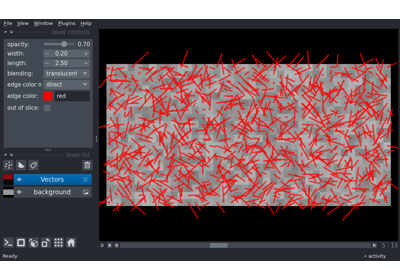 File View Window Plugins Help
layer controls
opacity: 0.70
width: 0.20
length: 2.50
blending: translucent
edge color m direct
edge color: red
out of slice:
layer list
Vectors
background
0 5 13
Ready activity